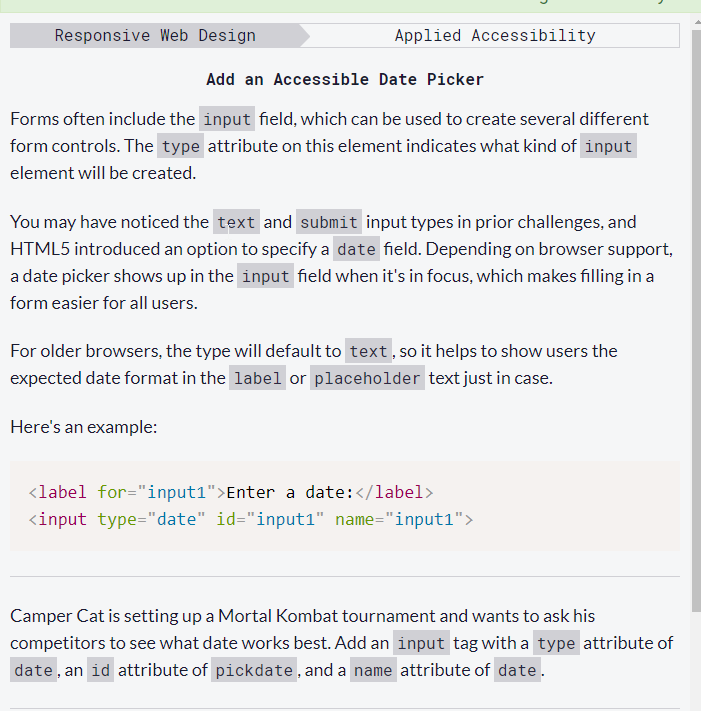 Responsive Web Design
Applied Accessibility
Add an Accessible Date Picker
Forms often include the input field, which can be used to create several different
form controls. The type attribute on this element indicates what kind of input
element will be created.
You may have noticed the text and submit input types in prior challenges, and
HTML5 introduced an option to specify a date field. Depending on browser support,
a date picker shows up in the input field when it's in focus, which makes filling in a
form easier for all users.
For older browsers, the type will default to text, so it helps to show users the
expected date format in the label or placeholder text just in case.
Here's an example:
<label for="input1">Enter a date:</label>
<input type="date" id="input1" name="input1">
Camper Cat is setting up a Mortal Kombat tournament and wants to ask his
competitors to see what date works best. Add an input tag with a type attribute of
date, an id attribute of pickdate, and a name attribute of date.